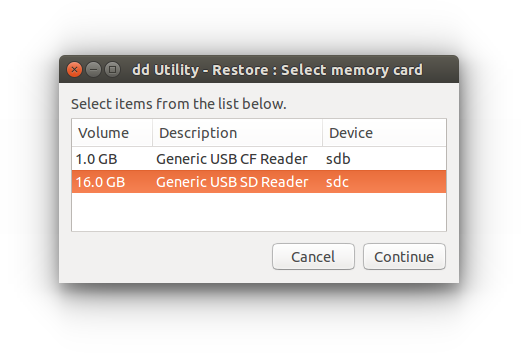 dd Utility - Restore : Select memory card
Select items from the list below.
Volume Description Device
1.0 GB Generic USB CF Reader sdb
16.0 GB Generic USB SD Reader sdc
Cancel Continue